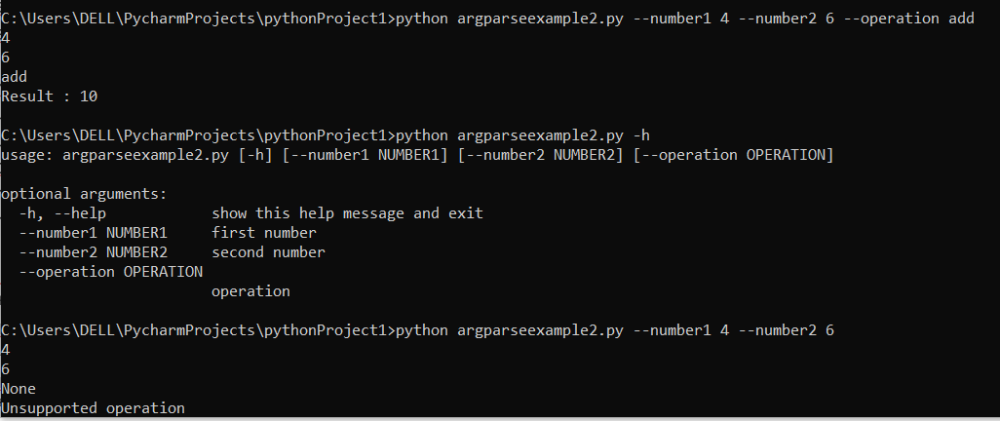 C:\Users\DELL\PycharmProjects\pythonProject1>python argparseexample2.py --number1 4 --number2 6 --operation add
4
6
add
Result : 10
C:\Users\DELL\PycharmProjects\pythonProject1>python argparseexample2.py -h
usage: argparseexample2.py [-h] [--number1 NUMBER1] [--number2 NUMBER2] [--operation OPERATION]
optional arguments:
-h, --help            show this help message and exit
--number1 NUMBER1     first number
--number2 NUMBER2     second number
--operation OPERATION
operation
C:\Users\DELL\PycharmProjects\pythonProject1>python argparseexample2.py --number1 4 --number2 6
4
6
None
Unsupported operation